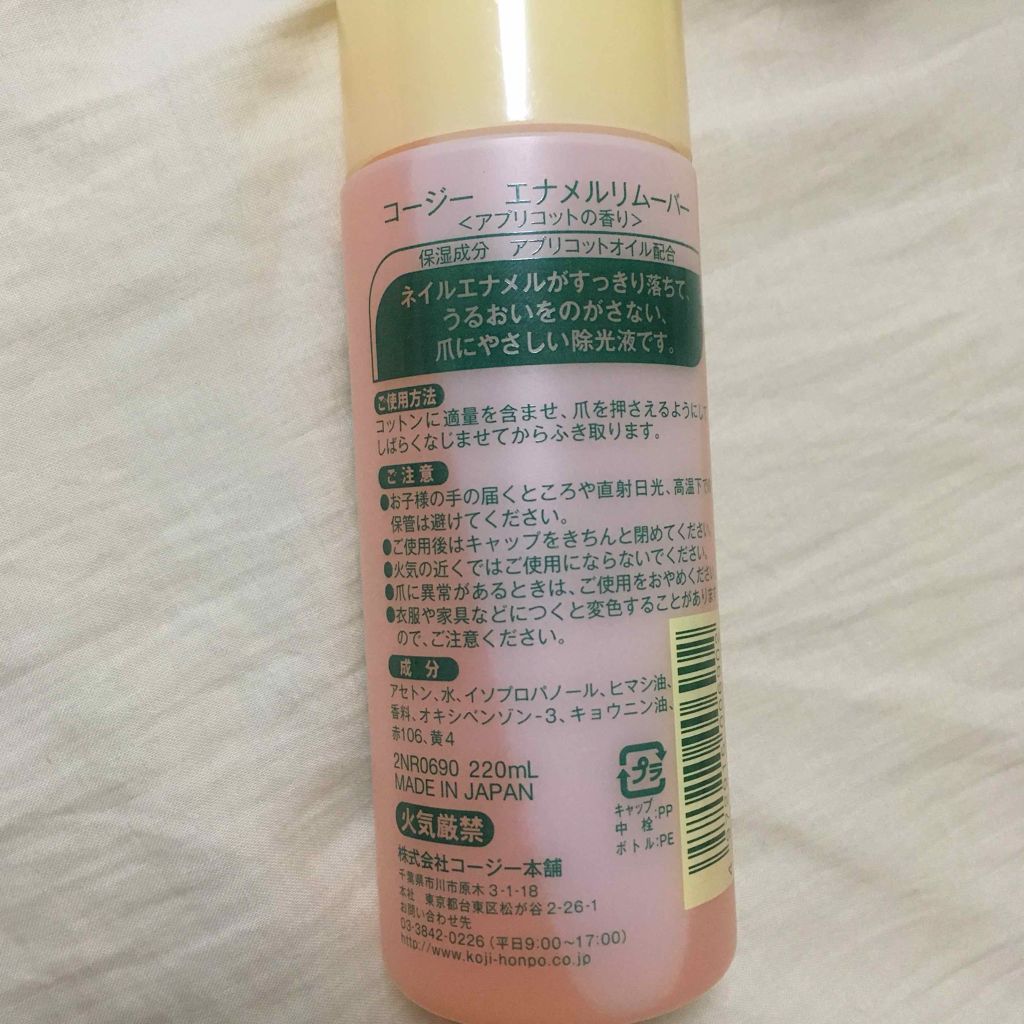 コージー エナメルリムーバー
<アプリコットの香り>
保湿成分 アプリコットオイル配合
ネイルエナメルがすっきり落ちて、
うるおいをのがさない、
爪にやさしい除光液です。
ご使用方法
コットンに適量を含ませ、爪を押さえるようにして
しばらくなじませてからふき取ります。
ご注意
●お子様の手の届くところや直射日光、高温下での
保管は避けてください。
●ご使用後はキャップをきちんと閉めてください。
●火気の近くではご使用にならないでください。
●爪に異常があるときは、ご使用をおやめください
●衣服や家具などにつくと変色することがあります
ので、ご注意ください。
成分
アセトン、水、イソプロパノール、ヒマシ油、
香料、オキシベンゾン-3、キョウニン油、
赤106、黄4
2NR0690 220mL
MADE IN JAPAN
プラ
キャップ:PP
中栓:PE
ボトル:PE
火気厳禁
株式会社コージー本舗
千葉県市川市原木3-1-18
本社 東京都台東区松が谷2-26-1
お問い合わせ先
03-3842-0226(平日9:00~17:00)
http://www.koji-honpo.co.jp